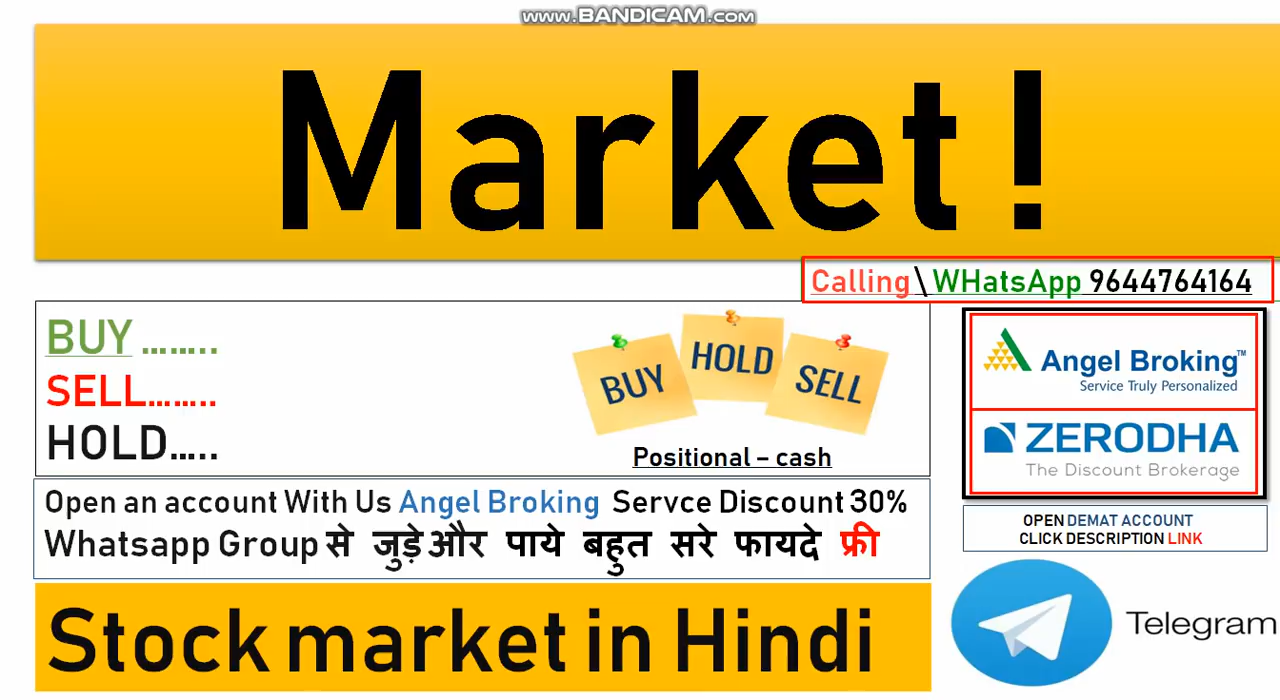 www.BANDICAM.com
Market!
Calling\WHatsApp 9644764164
BUY ........
SELL........
HOLD.....
BUY
HOLD
SELL
Positional – cash
Angel Broking™
Service Truly Personalized
ZERODHA
The Discount Brokerage
Open an account With Us Angel Broking Servce Discount 30%
Whatsapp Group से जुड़े और पाये बहुत सरे फायदे फ्री
OPEN DEMAT ACCOUNT
CLICK DESCRIPTION LINK
Stock market in Hindi
Telegram